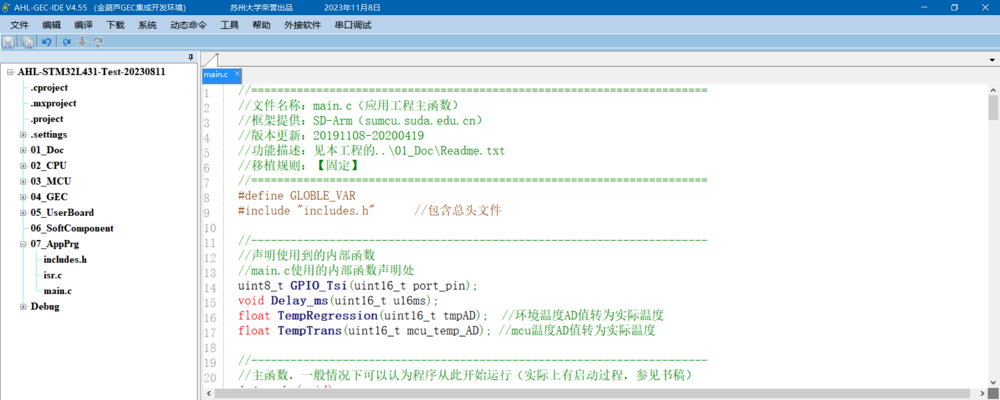 AHL-GEC-IDE V4.55 （金葫芦GEC集成开发环境） 苏州大学荣誉出品 2023年11月8日
文件 编辑 编译 下载 系统 动态命令 工具 帮助 外接软件 串口调试
AHL-STM32L431-Test-20230811
.cproject
.mxproject
.project
.settings
01_Doc
02_CPU
03_MCU
04_GEC
05_UserBoard
06_SoftComponent
07_AppPrg
includes.h
isr.c
main.c
Debug
main.c
1 //======================================================================
2 //文件名称：main.c（应用工程主函数）
3 //框架提供：SD-Arm（sumcu.suda.edu.cn）
4 //版本更新：20191108-20200419
5 //功能描述：见本工程的..\01_Doc\Readme.txt
6 //移植规则：【固定】
7 //======================================================================
8 #define GLOBLE_VAR
9 #include "includes.h" //包含总头文件
10
11 //----------------------------------------------------------------------
12 //声明使用到的内部函数
13 //main.c使用的内部函数声明处
14 uint8_t GPIO_Tsi(uint16_t port_pin);
15 void Delay_ms(uint16_t u16ms);
16 float TempRegression(uint16_t tmpAD); //环境温度AD值转为实际温度
17 float TempTrans(uint16_t mcu_temp_AD); //mcu温度AD值转为实际温度
18
19 //----------------------------------------------------------------------
20 //主函数，一般情况下可以认为程序从此开始运行（实际上有启动过程，参见书稿）